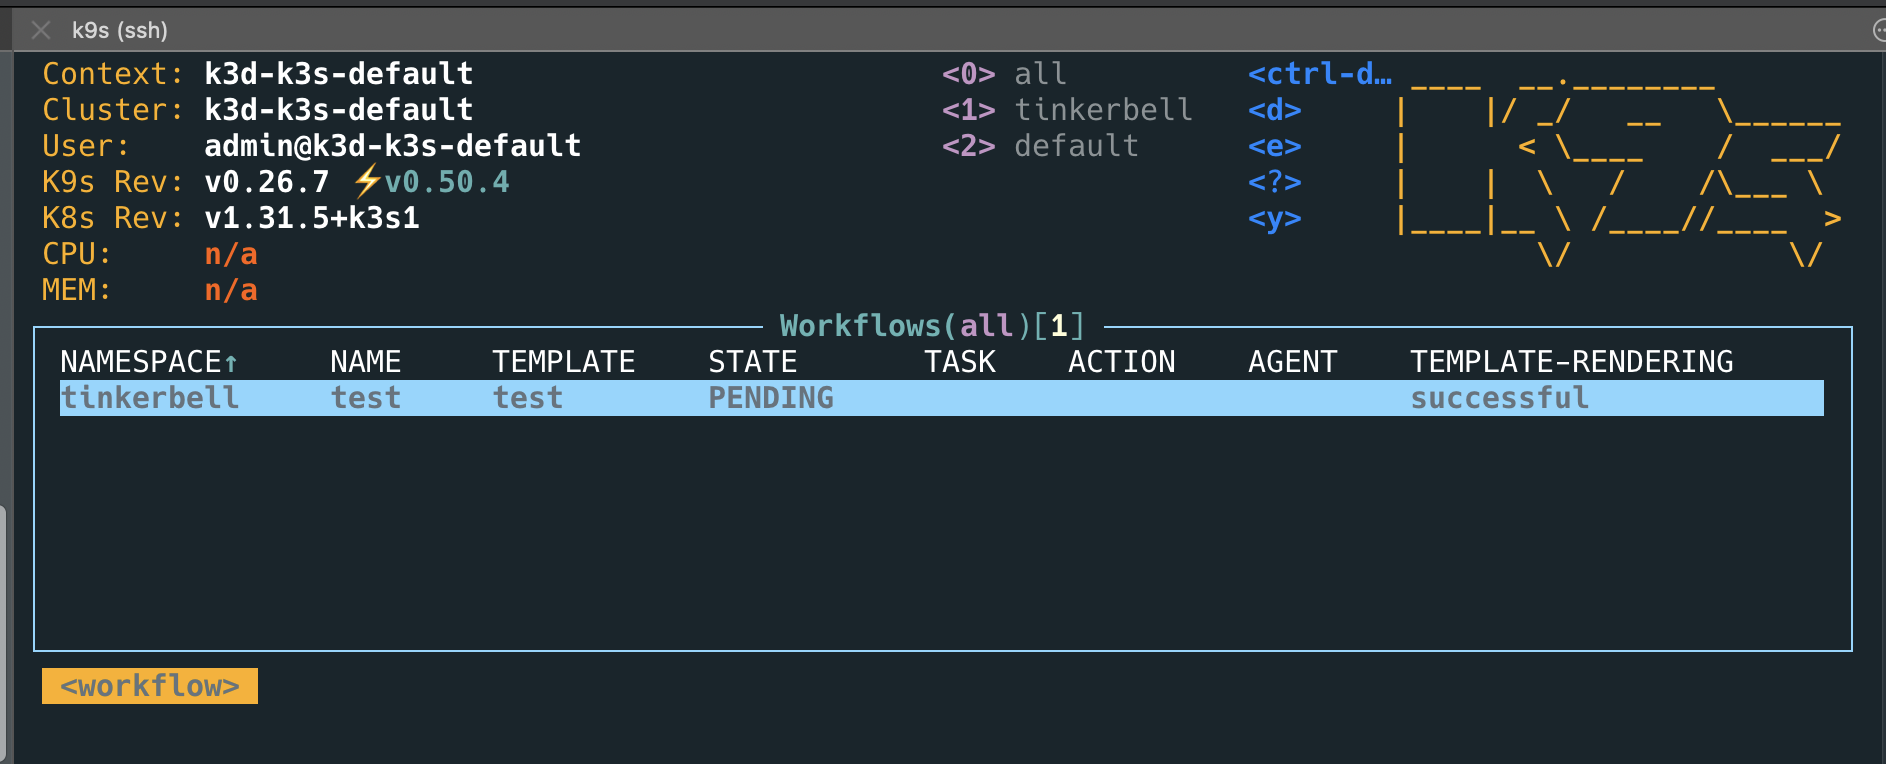 k9s (ssh)
Context: k3d-k3s-default <0> all <ctrl-d…
Cluster: k3d-k3s-default <1> tinkerbell <d>
User: admin@k3d-k3s-default <2> default <e>
K9s Rev: v0.26.7 ⚡v0.50.4 <?>
K8s Rev: v1.31.5+k3s1 <y>
CPU: n/a
MEM: n/a
Workflows(all)[1]
NAMESPACE↑ NAME TEMPLATE STATE TASK ACTION AGENT TEMPLATE-RENDERING
tinkerbell test test PENDING successful
<workflow>